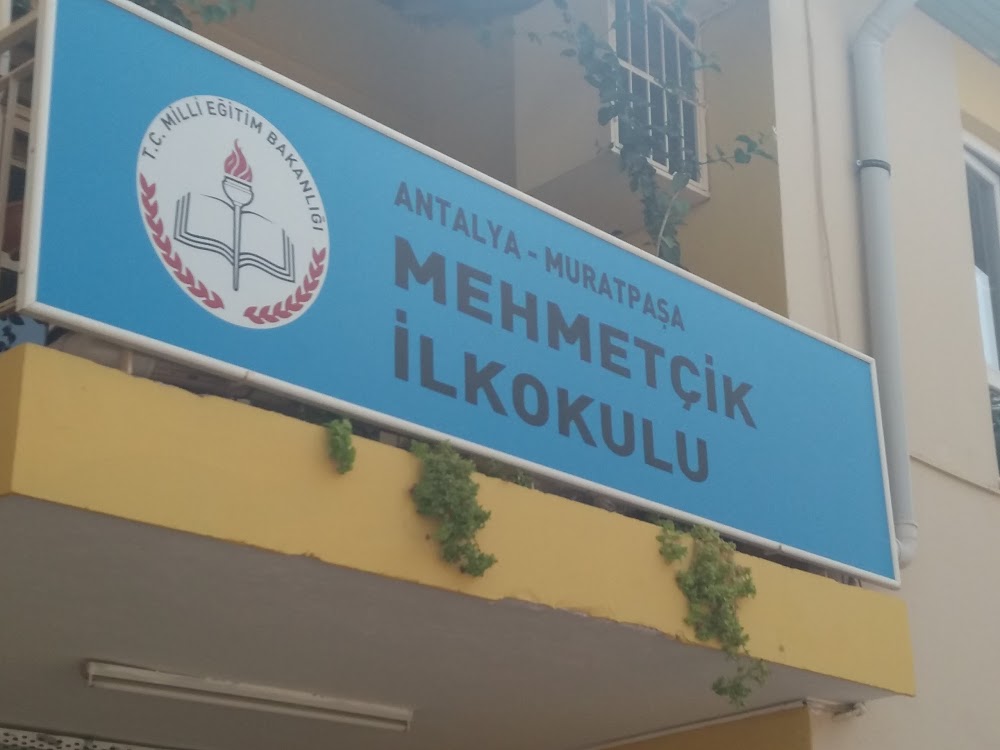 T.C. MİLLİ EĞİTİM BAKANLIĞI
ANTALYA - MURATPAŞA
MEHMETÇİK
İLKOKULU